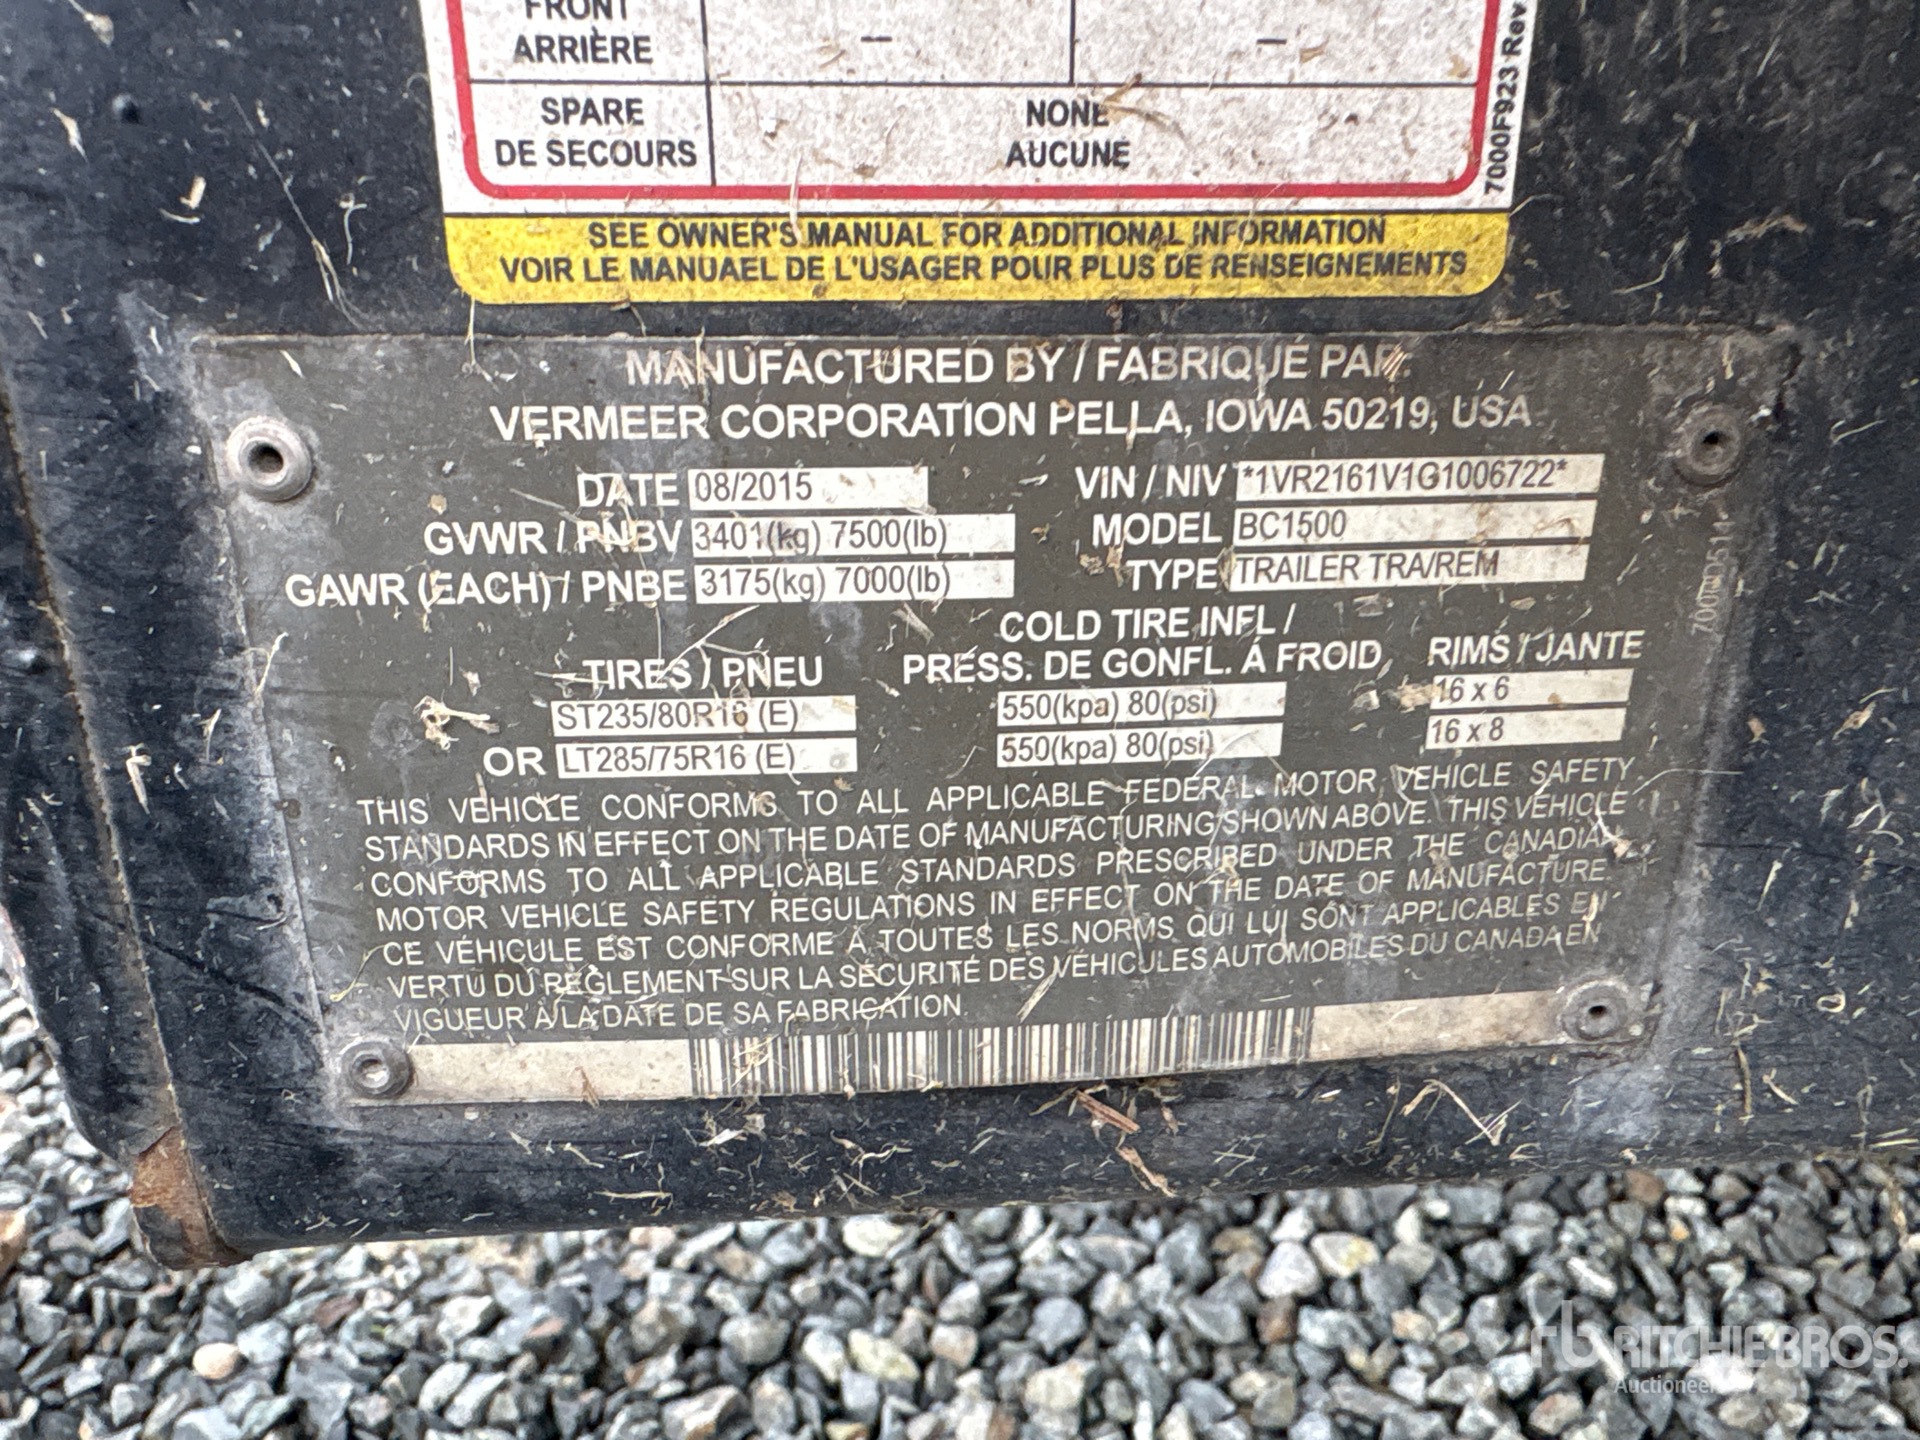 FRONT
ARRIÈRE — —
SPARE
DE SECOURS
NONE
AUCUNE
7000F923 Rev
SEE OWNER'S MANUAL FOR ADDITIONAL INFORMATION
VOIR LE MANUAEL DE L'USAGER POUR PLUS DE RENSEIGNEMENTS
MANUFACTURED BY / FABRIQUÉ PAR.
VERMEER CORPORATION PELLA, IOWA 50219, USA
DATE 08/2015 VIN / NIV *1VR2161V1G1006722*
GVWR / PNBV 3401(kg) 7500(lb) MODEL BC1500
GAWR (EACH) / PNBE 3175(kg) 7000(lb) TYPE TRAILER TRA/REM
COLD TIRE INFL /
TIRES / PNEU PRESS. DE GONFL. Á FROID RIMS / JANTE
ST235/80R16 (E) 550(kpa) 80(psi) 16 x 6
OR LT285/75R16 (E) 550(kpa) 80(psi) 16 x 8
THIS VEHICLE CONFORMS TO ALL APPLICABLE FEDERAL MOTOR VEHICLE SAFETY
STANDARDS IN EFFECT ON THE DATE OF MANUFACTURING SHOWN ABOVE. THIS VEHICLE
CONFORMS TO ALL APPLICABLE STANDARDS PRESCRIBED UNDER THE CANADIAN
MOTOR VEHICLE SAFETY REGULATIONS IN EFFECT ON THE DATE OF MANUFACTURE.
CE VÉHICULE EST CONFORME À TOUTES LES NORMS QUI LUI SONT APPLICABLES EN
VERTU DU RÈGLEMENT SUR LA SÉCURITÉ DES VÉHICULES AUTOMOBILES DU CANADA EN
VIGUEUR À LA DATE DE SA FABRICATION.
rb RITCHIE BROS.
Auctioneers